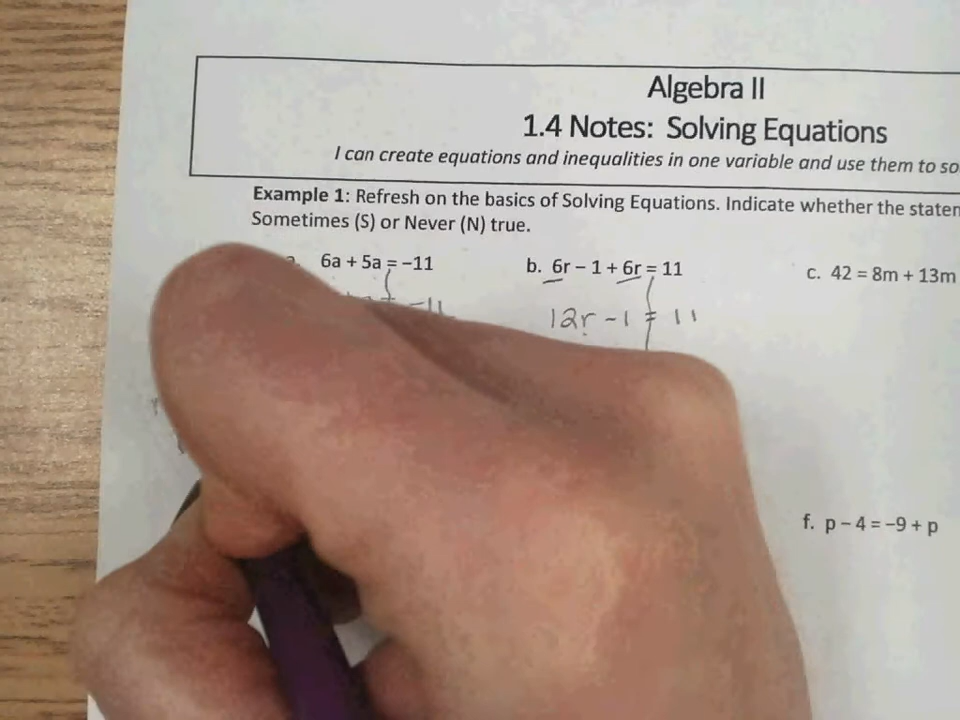 Algebra II
1.4 Notes: Solving Equations
I can create equations and inequalities in one variable and use them to so
Example 1: Refresh on the basics of Solving Equations. Indicate whether the
Sometimes (S) or Never (N) true.
6a + 5a = −11 b. 6r − 1 + 6r = 11 c. 42 = 8m + 13m
−11 12r − 1 = 11
f. p − 4 = −9 + p